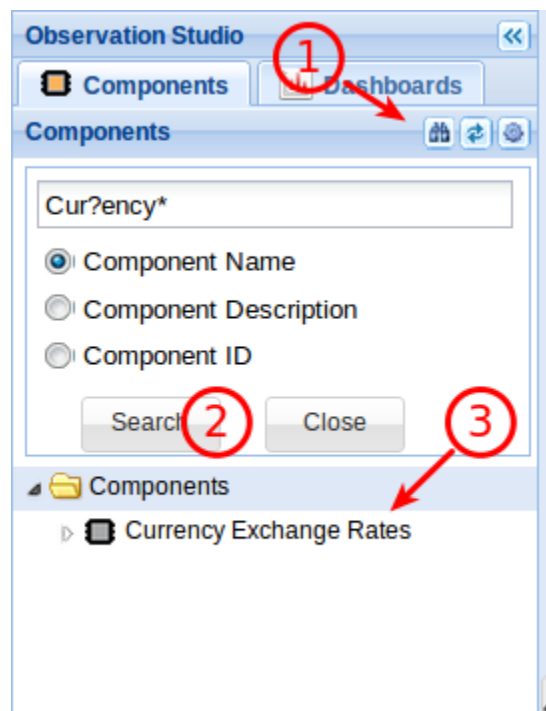 Observation Studio
1
Components Dashboards
Components
Cur?ency*
Component Name
Component Description
Component ID
Search 2 Close 3
Components
Currency Exchange Rates